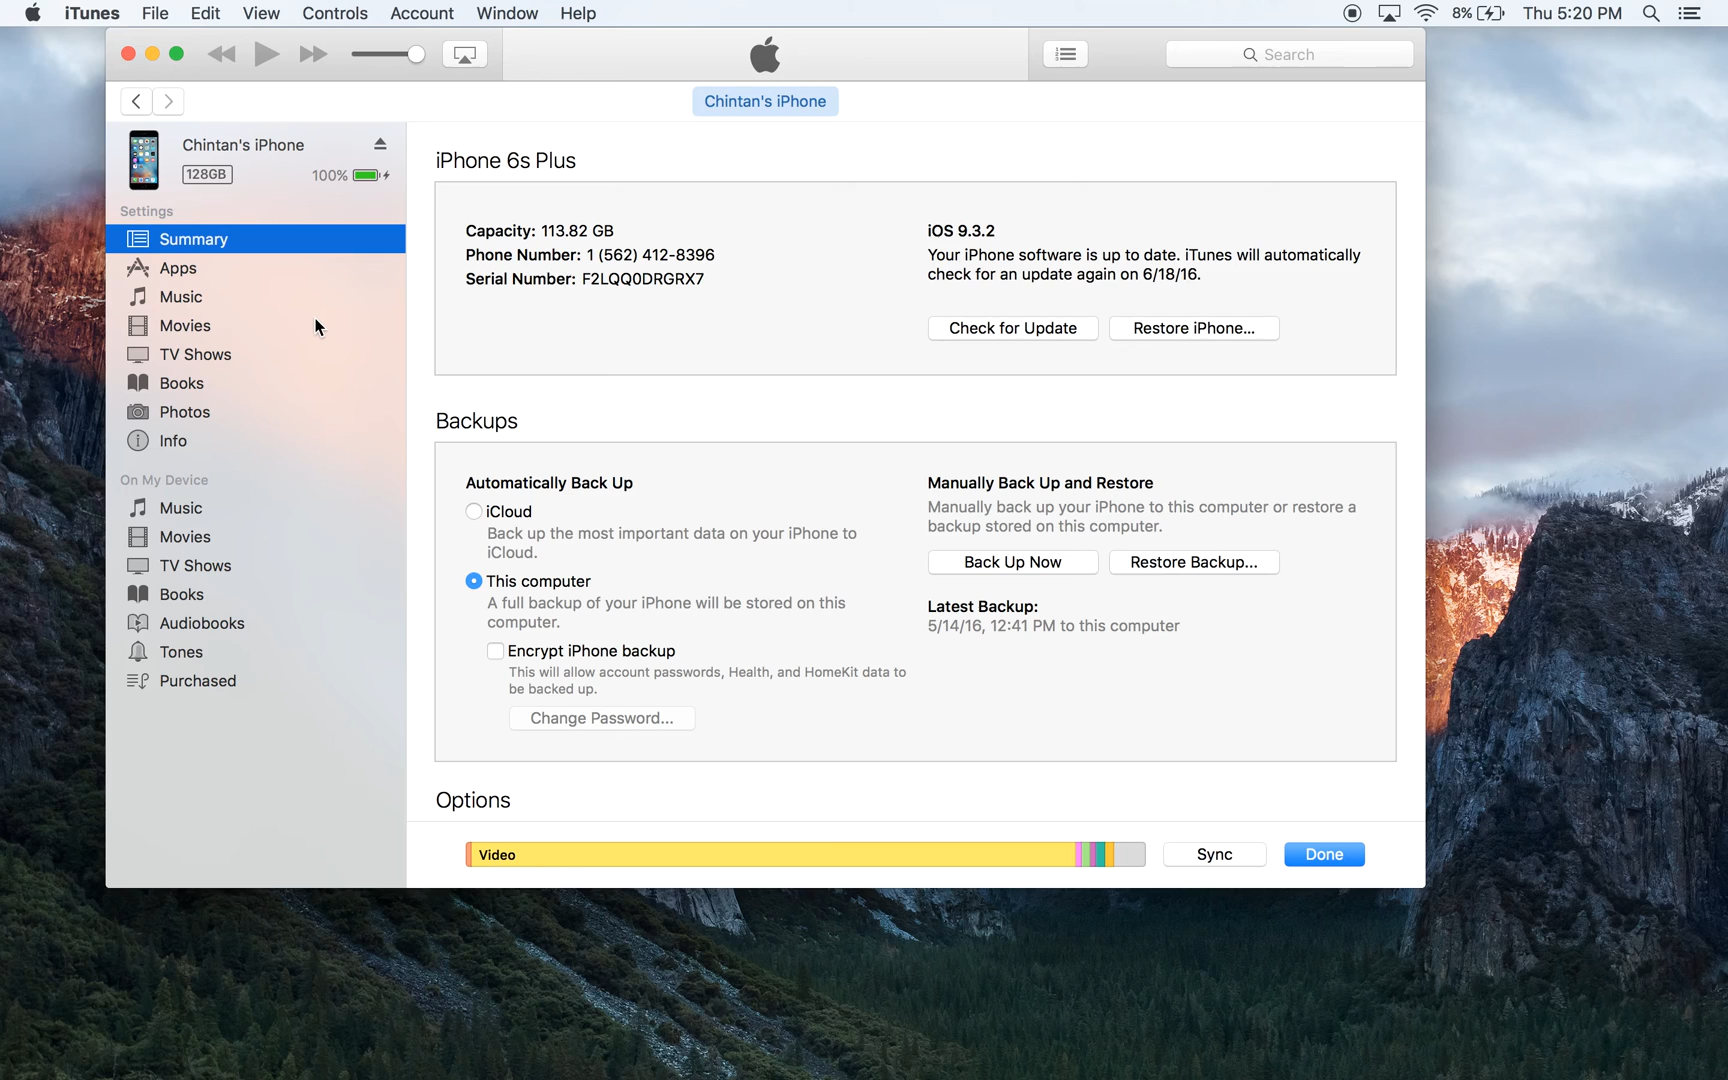 iTunes File Edit View Controls Account Window Help 8% Thu 5:20 PM
Search
Chintan's iPhone
Chintan's iPhone
128GB 100%
Settings
Summary
Apps
Music
Movies
TV Shows
Books
Photos
Info
On My Device
Music
Movies
TV Shows
Books
Audiobooks
Tones
Purchased
iPhone 6s Plus
Capacity: 113.82 GB
Phone Number: 1 (562) 412-8396
Serial Number: F2LQQ0DRGRX7
iOS 9.3.2
Your iPhone software is up to date. iTunes will automatically
check for an update again on 6/18/16.
Check for Update Restore iPhone...
Backups
Automatically Back Up
iCloud
Back up the most important data on your iPhone to
iCloud.
This computer
A full backup of your iPhone will be stored on this
computer.
Encrypt iPhone backup
This will allow account passwords, Health, and HomeKit data to
be backed up.
Change Password...
Manually Back Up and Restore
Manually back up your iPhone to this computer or restore a
backup stored on this computer.
Back Up Now Restore Backup...
Latest Backup:
5/14/16, 12:41 PM to this computer
Options
Video Sync Done